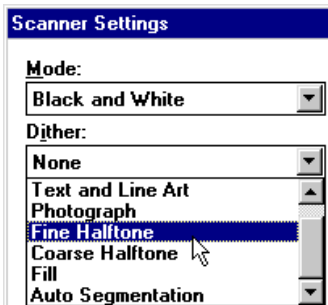 Scanner Settings
Mode:
Black and White
Dither:
None
Text and Line Art
Photograph
Fine Halftone
Coarse Halftone
Fill
Auto Segmentation